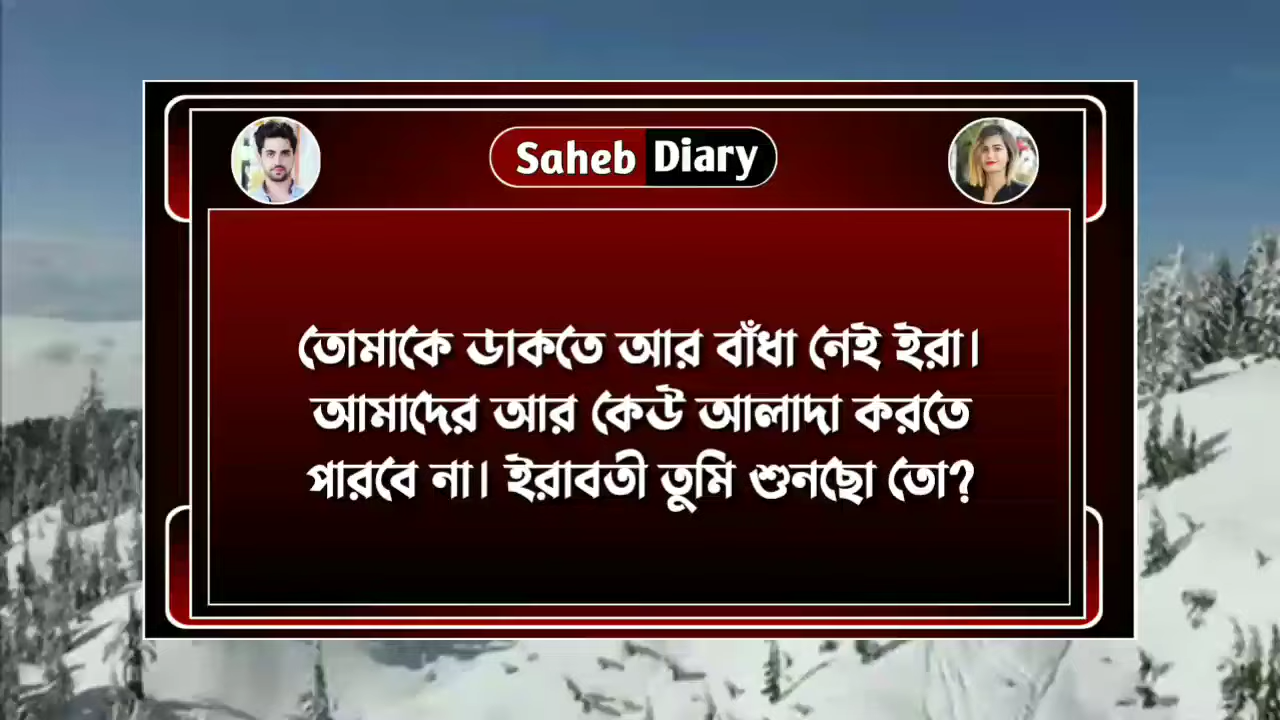 Saheb Diary
তোমাকে ডাকতে আর বাঁধা নেই ইরা।
আমাদের আর কেউ আলাদা করতে
পারবে না। ইরাবতী তুমি শুনছো তো?